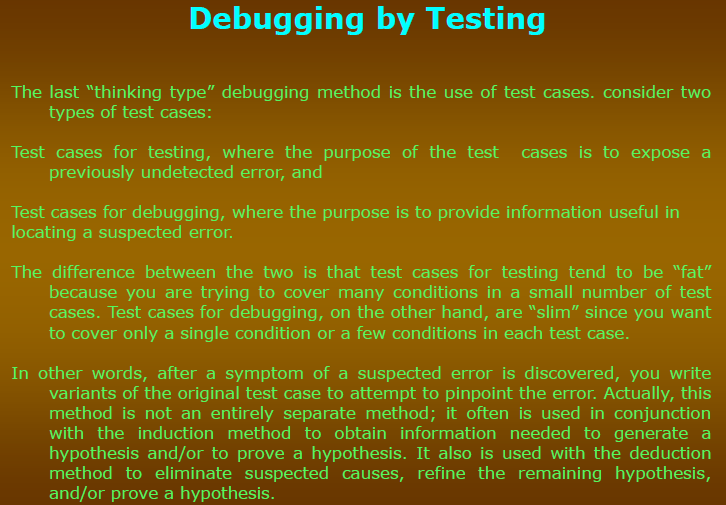 Debugging by Testing
The last “thinking type” debugging method is the use of test cases. consider two
types of test cases:
Test cases for testing, where the purpose of the test cases is to expose a
previously undetected error, and
Test cases for debugging, where the purpose is to provide information useful in
locating a suspected error.
The difference between the two is that test cases for testing tend to be “fat”
because you are trying to cover many conditions in a small number of test
cases. Test cases for debugging, on the other hand, are “slim” since you want
to cover only a single condition or a few conditions in each test case.
In other words, after a symptom of a suspected error is discovered, you write
variants of the original test case to attempt to pinpoint the error. Actually, this
method is not an entirely separate method; it often is used in conjunction
with the induction method to obtain information needed to generate a
hypothesis and/or to prove a hypothesis. It also is used with the deduction
method to eliminate suspected causes, refine the remaining hypothesis,
and/or prove a hypothesis.